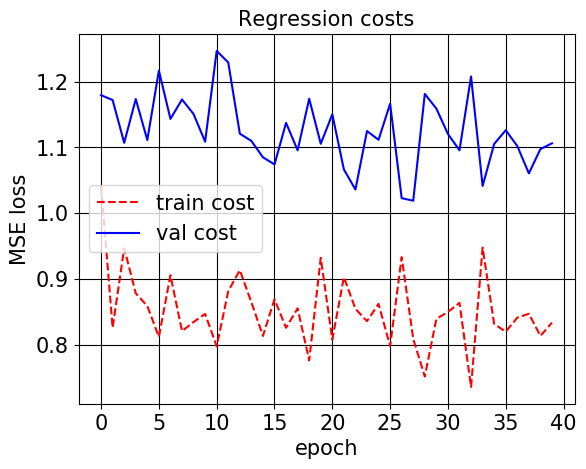 Regression costs
MSE loss
1.2
1.1
1.0
0.9
0.8
train cost
val cost
0 5 10 15 20 25 30 35 40
epoch